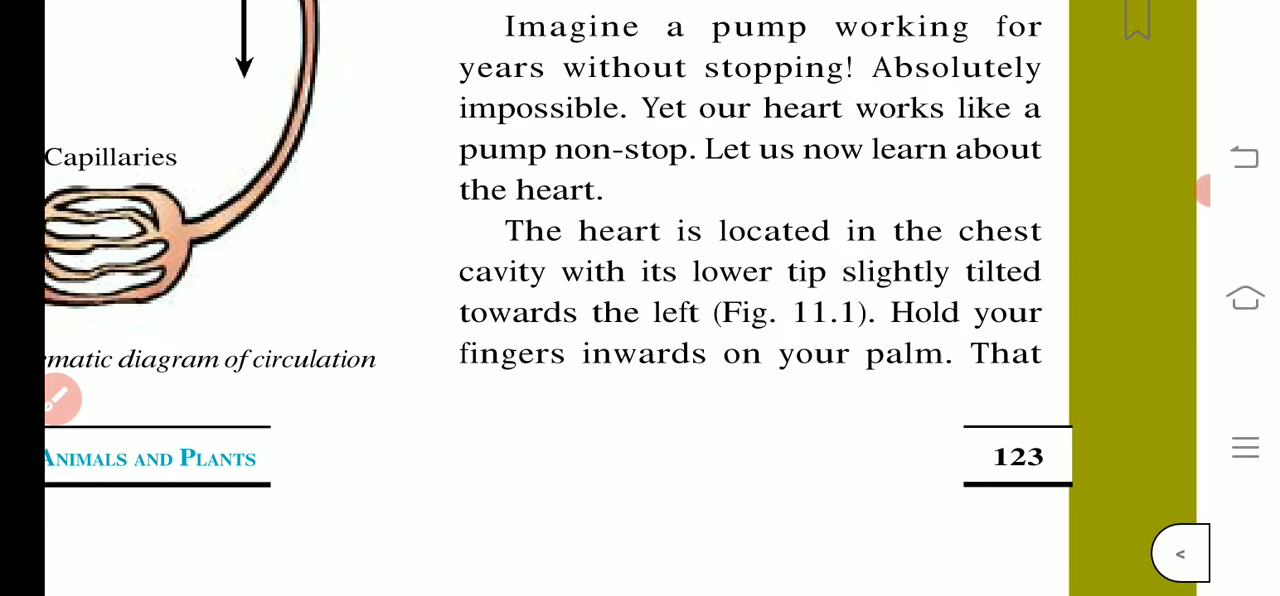 Imagine a pump working for
years without stopping! Absolutely
impossible. Yet our heart works like a
pump non-stop. Let us now learn about
the heart.
The heart is located in the chest
cavity with its lower tip slightly tilted
towards the left (Fig. 11.1). Hold your
fingers inwards on your palm. That
Capillaries
matic diagram of circulation
ANIMALS AND PLANTS
123
<